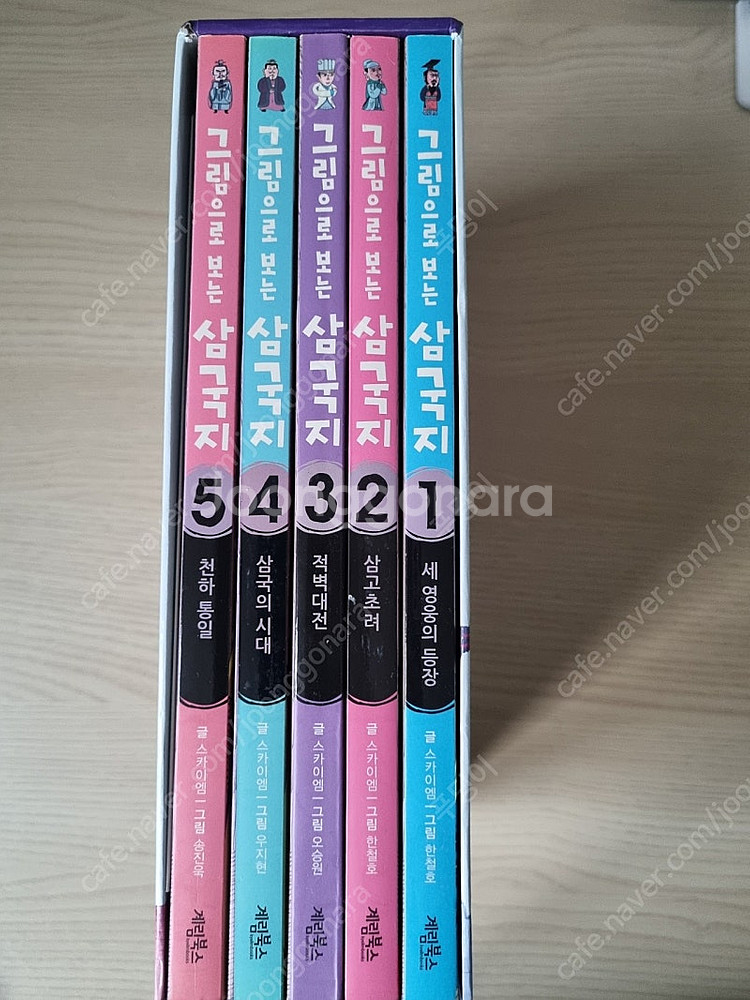 그림으로 보는 삼국지
5
천하 통일
글 스카이엠 | 그림 송진욱
계림북스
그림으로 보는 삼국지
4
삼국의 시대
글 스카이엠 | 그림 우지현
계림북스
그림으로 보는 삼국지
3
적벽대전
글 스카이엠 | 그림 오승원
계림북스
그림으로 보는 삼국지
2
삼고초려
글 스카이엠 | 그림 한철호
계림북스
그림으로 보는 삼국지
1
세 영웅의 등장
글 스카이엠 | 그림 한철호
계림북스
joonggonara
cafe.naver.com/joonggonara